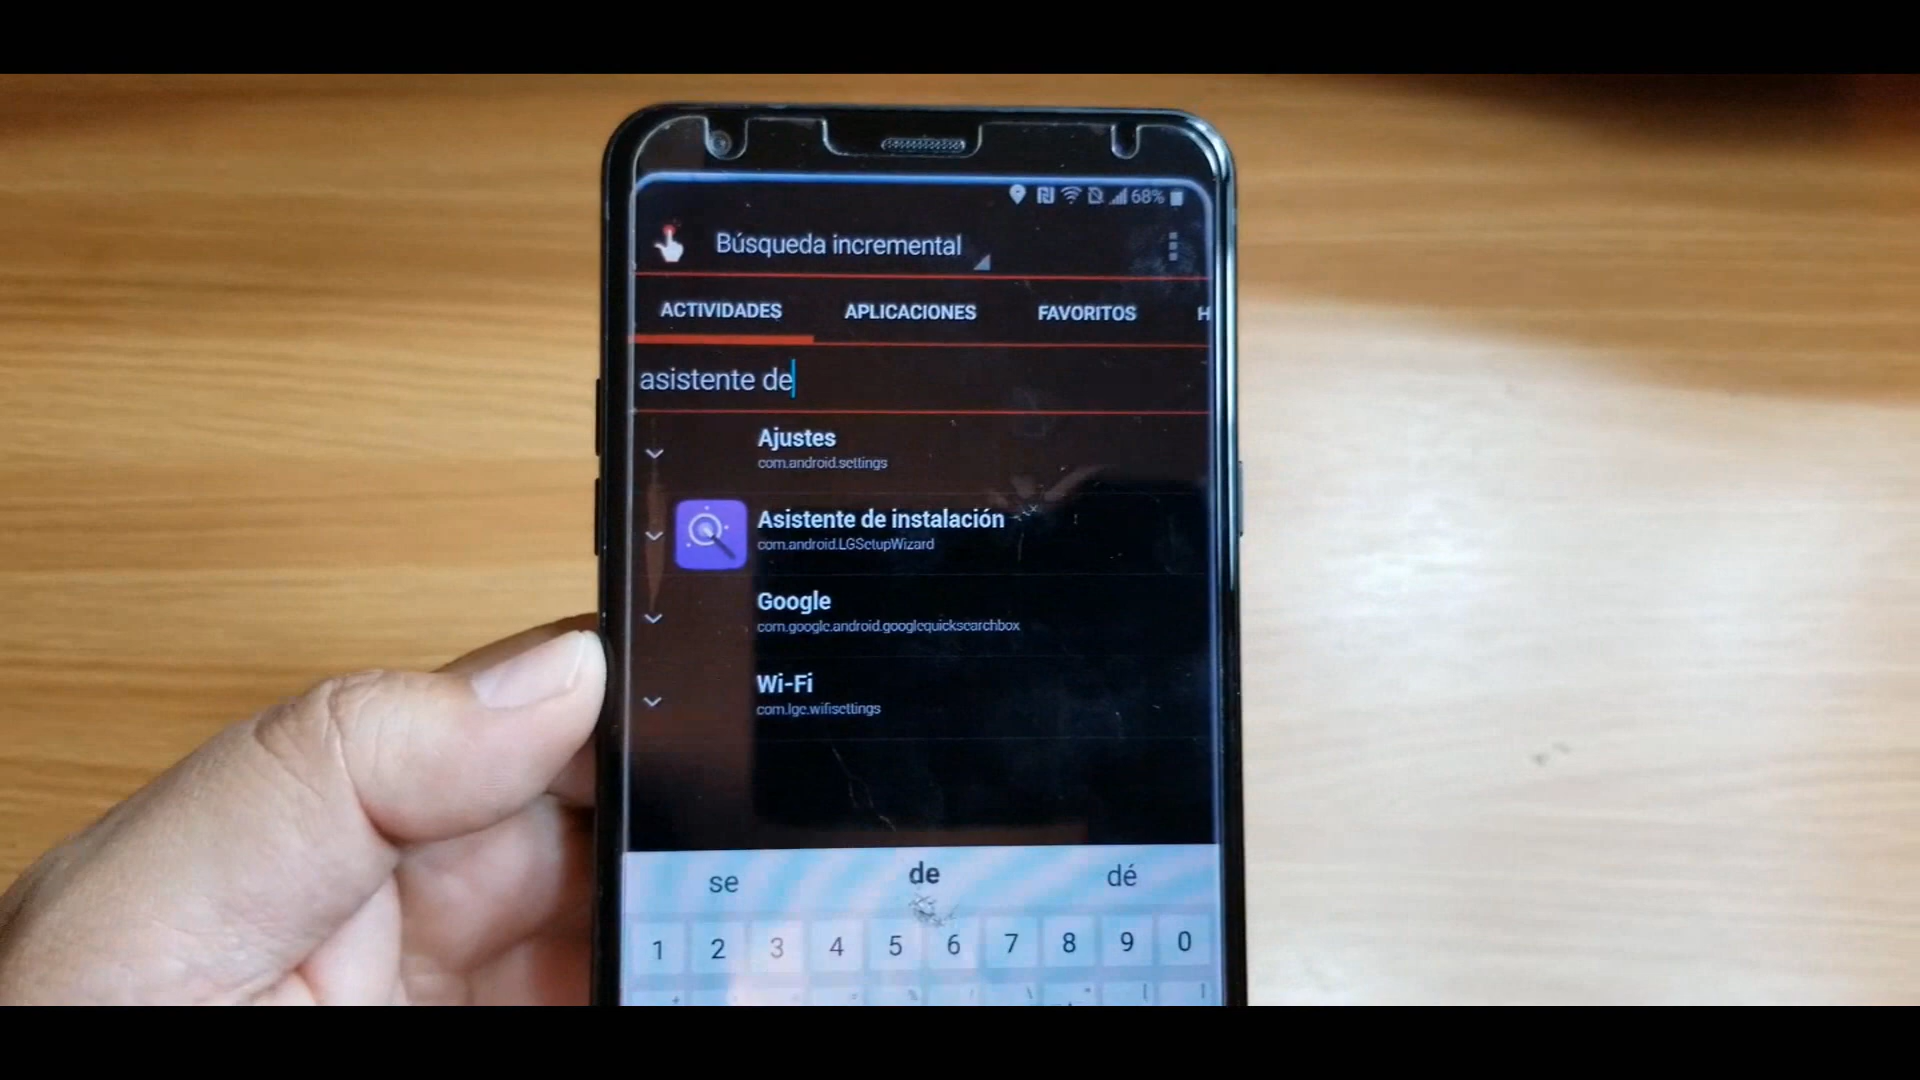 68%
Búsqueda incremental
ACTIVIDADES APLICACIONES FAVORITOS H
asistente de
Ajustes
com.android.settings
Asistente de instalación
com.android.LGSetupWizard
Google
com.google.android.googlequicksearchbox
Wi-Fi
com.lge.wifisettings
se de dé
1 2 3 4 5 6 7 8 9 0